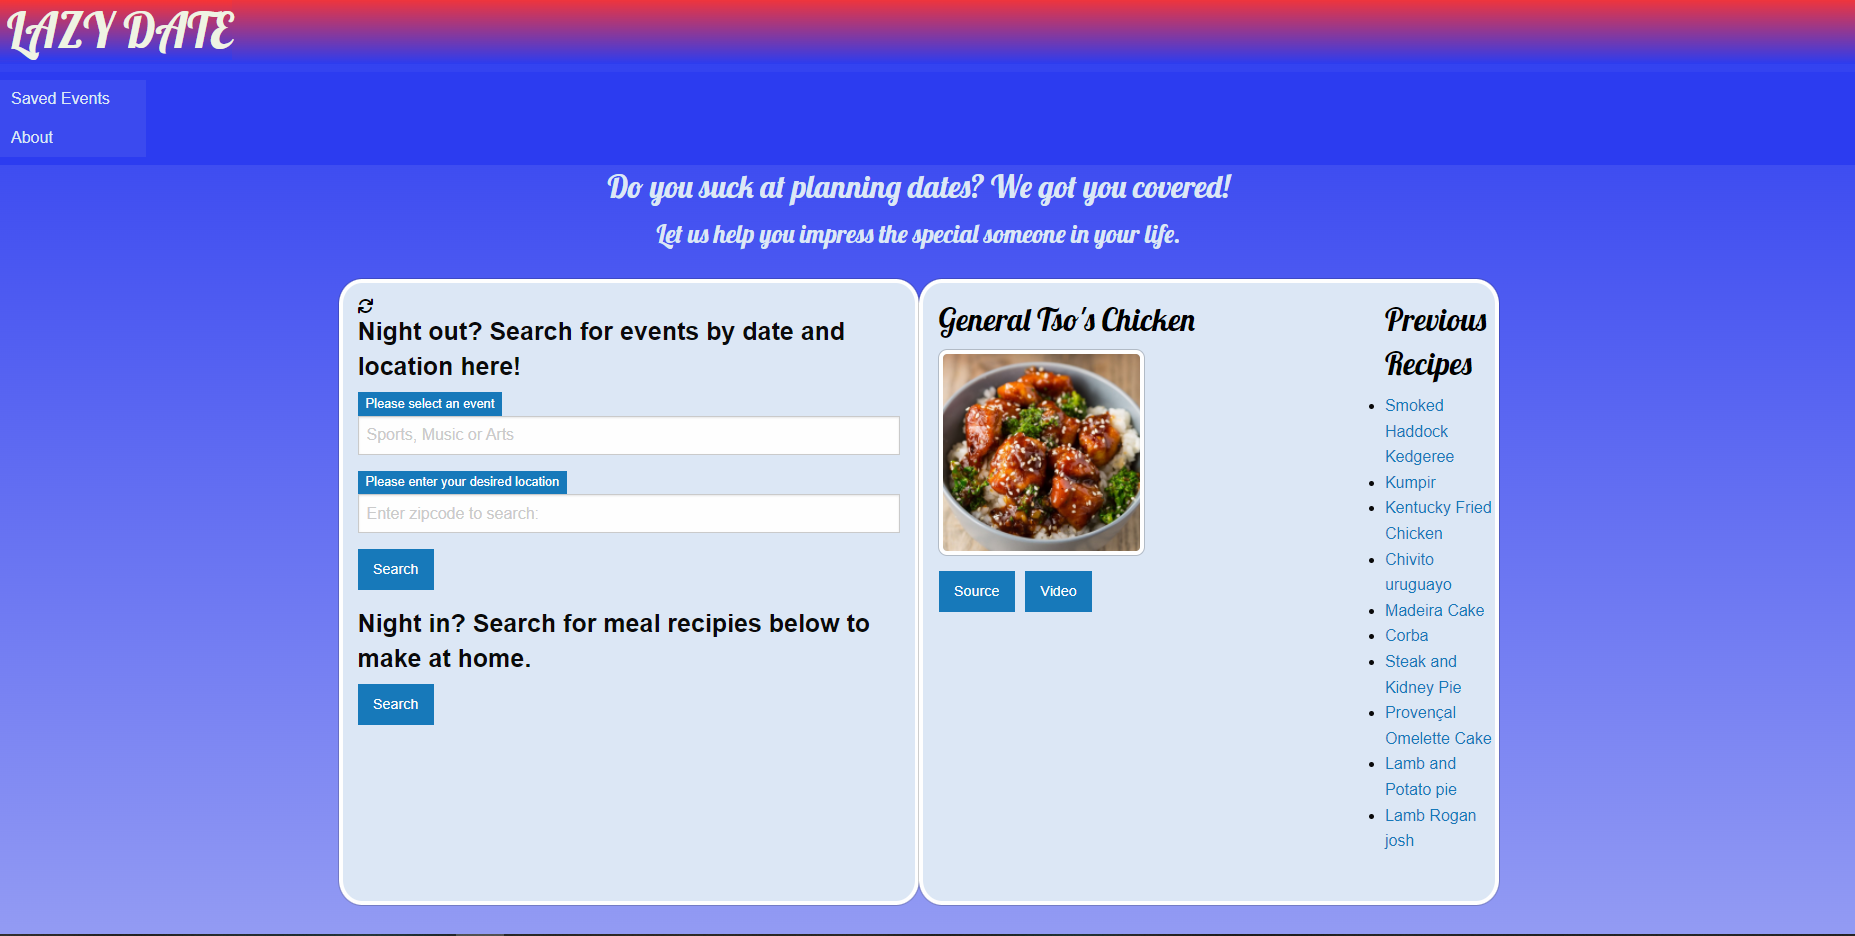 LAZY DATE
Saved Events
About
Do you suck at planning dates? We got you covered!
Let us help you impress the special someone in your life.
Night out? Search for events by date and
location here!
Please select an event
Sports, Music or Arts
Please enter your desired location
Enter zipcode to search:
Search
Night in? Search for meal recipies below to
make at home.
Search
General Tso's Chicken
Source
Video
Previous
Recipes
Smoked
Haddock
Kedgeree
Kumpir
Kentucky Fried
Chicken
Chivito
uruguayo
Madeira Cake
Corba
Steak and
Kidney Pie
Provençal
Omelette Cake
Lamb and
Potato pie
Lamb Rogan
josh